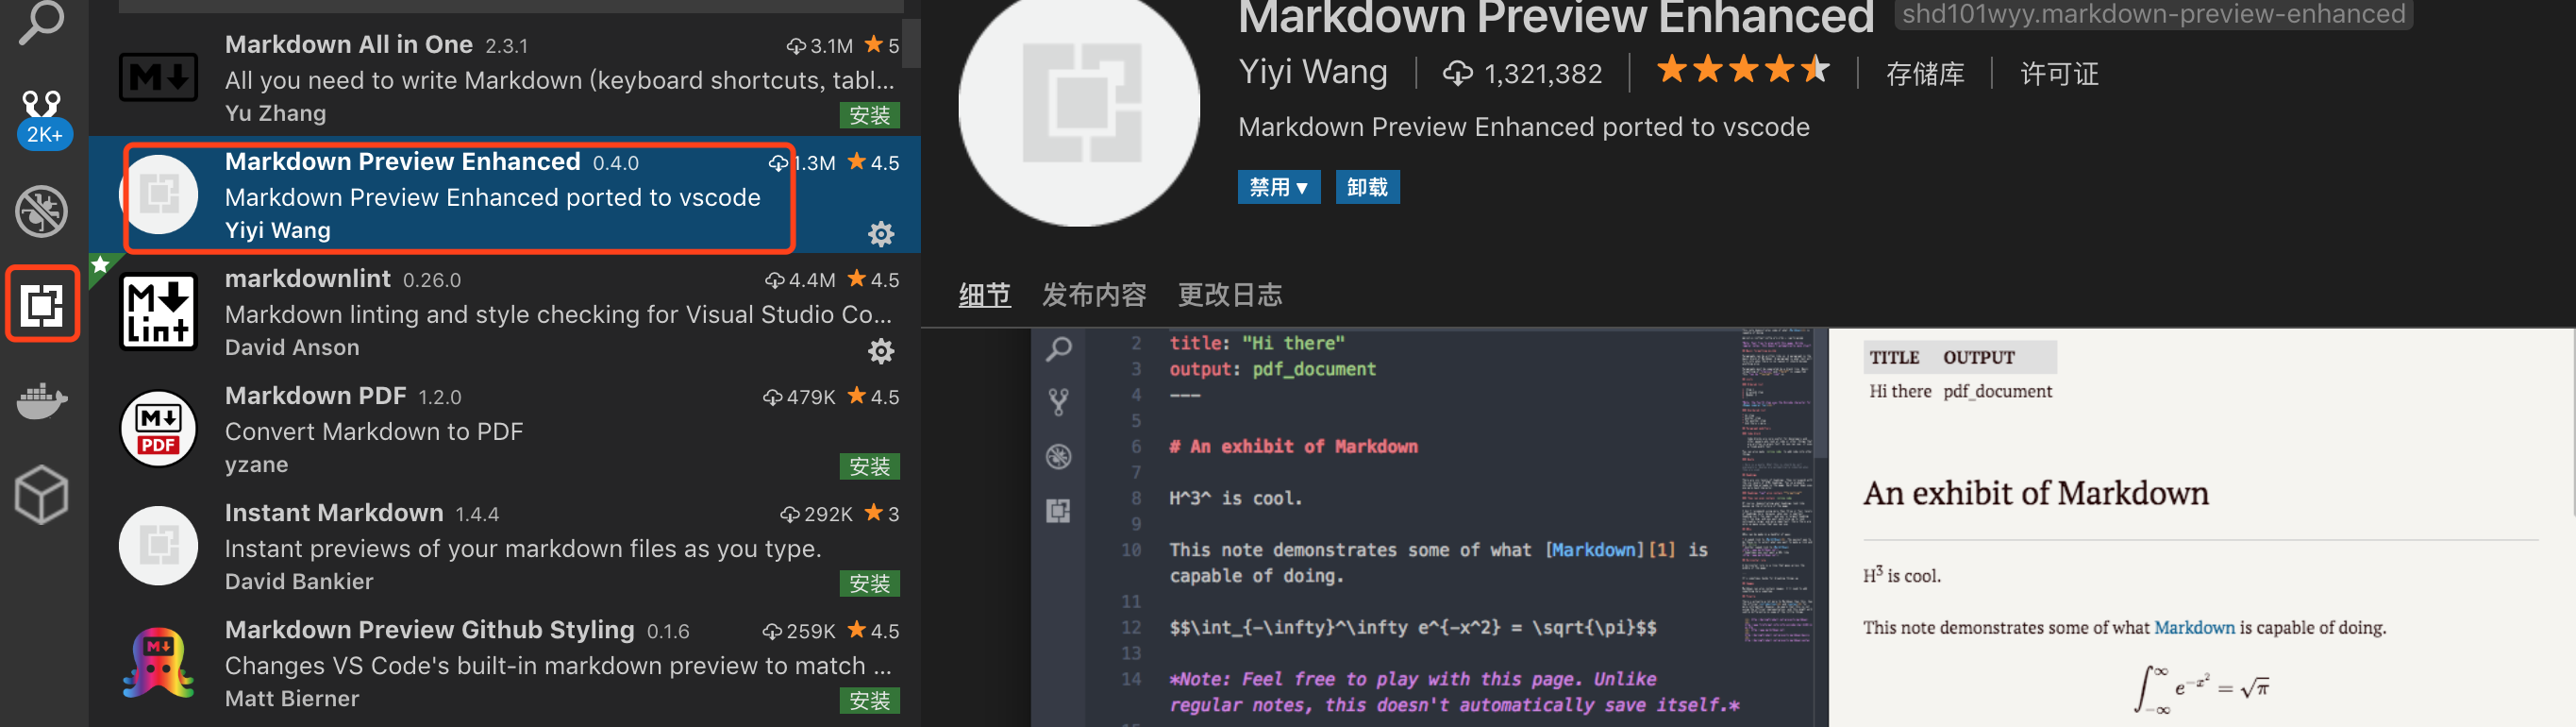 2K+
Markdown All in One 2.3.1 3.1M 5
All you need to write Markdown (keyboard shortcuts, tabl...
Yu Zhang 安装
Markdown Preview Enhanced 0.4.0 1.3M 4.5
Markdown Preview Enhanced ported to vscode
Yiyi Wang
markdownlint 0.26.0 4.4M 4.5
Markdown linting and style checking for Visual Studio Co...
David Anson
Markdown PDF 1.2.0 479K 4.5
Convert Markdown to PDF
yzane 安装
Instant Markdown 1.4.4 292K 3
Instant previews of your markdown files as you type.
David Bankier 安装
Markdown Preview Github Styling 0.1.6 259K 4.5
Changes VS Code's built-in markdown preview to match ...
Matt Bierner 安装
M↓
M↓
Lint
M↓
PDF
M↓
Markdown Preview Enhanced shd101wyy.markdown-preview-enhanced
Yiyi Wang | 1,321,382 | ★★★★ | 存储库 | 许可证
Markdown Preview Enhanced ported to vscode
禁用▼ 卸载
细节 发布内容 更改日志
2 title: "Hi there"
3 output: pdf_document
4 ---
5
6 # An exhibit of Markdown
7
8 H^3^ is cool.
9
10 This note demonstrates some of what [Markdown][1] is
capable of doing.
11
12 $$\int_{-\infty}^\infty e^{-x^2} = \sqrt{\pi}$$
13
14 *Note: Feel free to play with this page. Unlike
regular notes, this doesn't automatically save itself.*
TITLE OUTPUT
Hi there pdf_document
An exhibit of Markdown
H³ is cool.
This note demonstrates some of what Markdown is capable of doing.
∫_{-∞}^{∞} e^{-x²} = √π